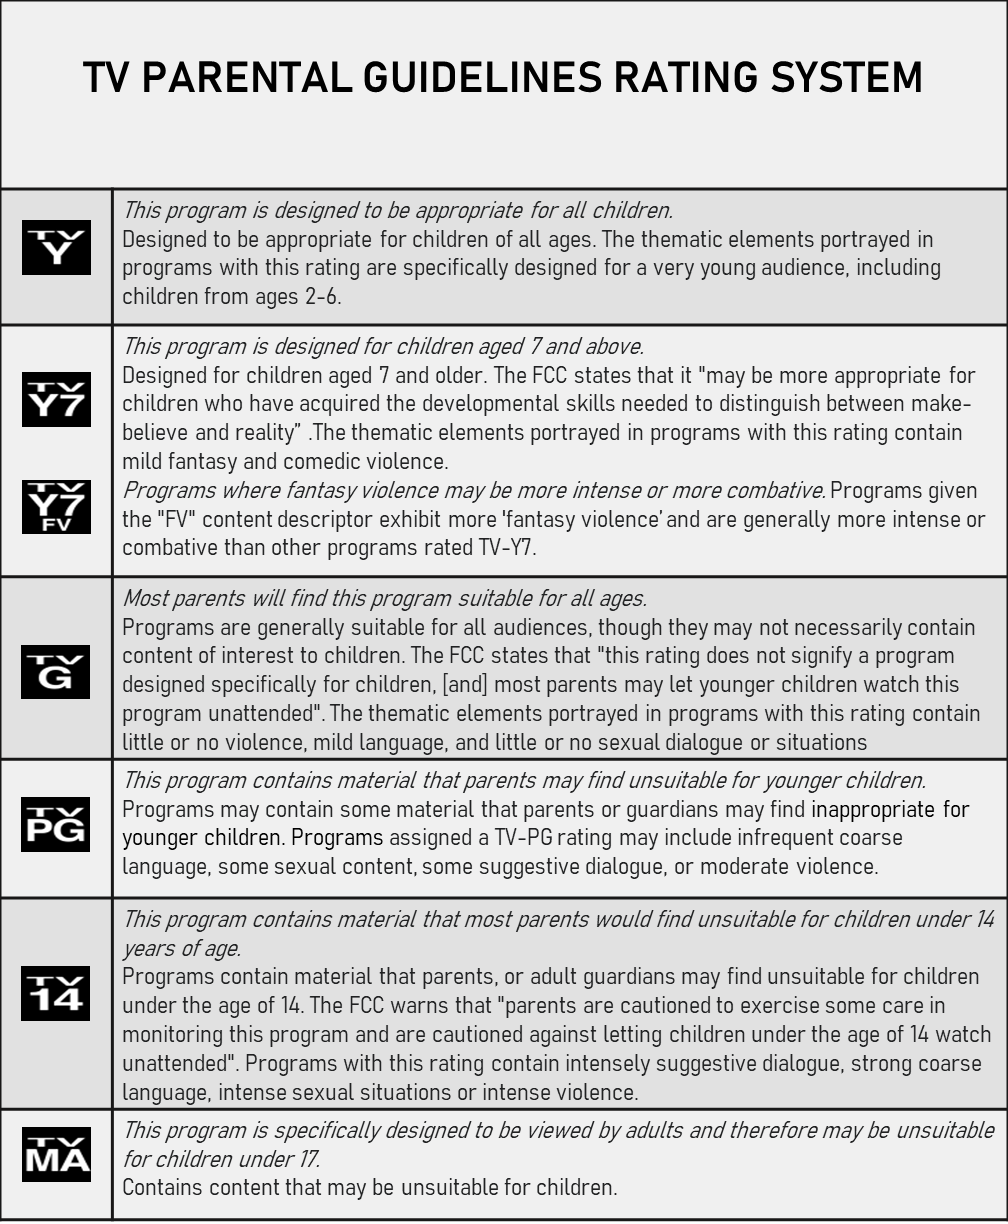 TV PARENTAL GUIDELINES RATING SYSTEM
TV
Y
This program is designed to be appropriate for all children.
Designed to be appropriate for children of all ages. The thematic elements portrayed in
programs with this rating are specifically designed for a very young audience, including
children from ages 2-6.
TV
Y7
This program is designed for children aged 7 and above.
Designed for children aged 7 and older. The FCC states that it "may be more appropriate for
children who have acquired the developmental skills needed to distinguish between make-
believe and reality” .The thematic elements portrayed in programs with this rating contain
mild fantasy and comedic violence.
TV
Y7
FV
Programs where fantasy violence may be more intense or more combative. Programs given
the "FV" content descriptor exhibit more 'fantasy violence’ and are generally more intense or
combative than other programs rated TV-Y7.
TV
G
Most parents will find this program suitable for all ages.
Programs are generally suitable for all audiences, though they may not necessarily contain
content of interest to children. The FCC states that "this rating does not signify a program
designed specifically for children, [and] most parents may let younger children watch this
program unattended". The thematic elements portrayed in programs with this rating contain
little or no violence, mild language, and little or no sexual dialogue or situations
TV
PG
This program contains material that parents may find unsuitable for younger children.
Programs may contain some material that parents or guardians may find inappropriate for
younger children. Programs assigned a TV-PG rating may include infrequent coarse
language, some sexual content, some suggestive dialogue, or moderate violence.
TV
14
This program contains material that most parents would find unsuitable for children under 14
years of age.
Programs contain material that parents, or adult guardians may find unsuitable for children
under the age of 14. The FCC warns that "parents are cautioned to exercise some care in
monitoring this program and are cautioned against letting children under the age of 14 watch
unattended". Programs with this rating contain intensely suggestive dialogue, strong coarse
language, intense sexual situations or intense violence.
TV
MA
This program is specifically designed to be viewed by adults and therefore may be unsuitable
for children under 17.
Contains content that may be unsuitable for children.